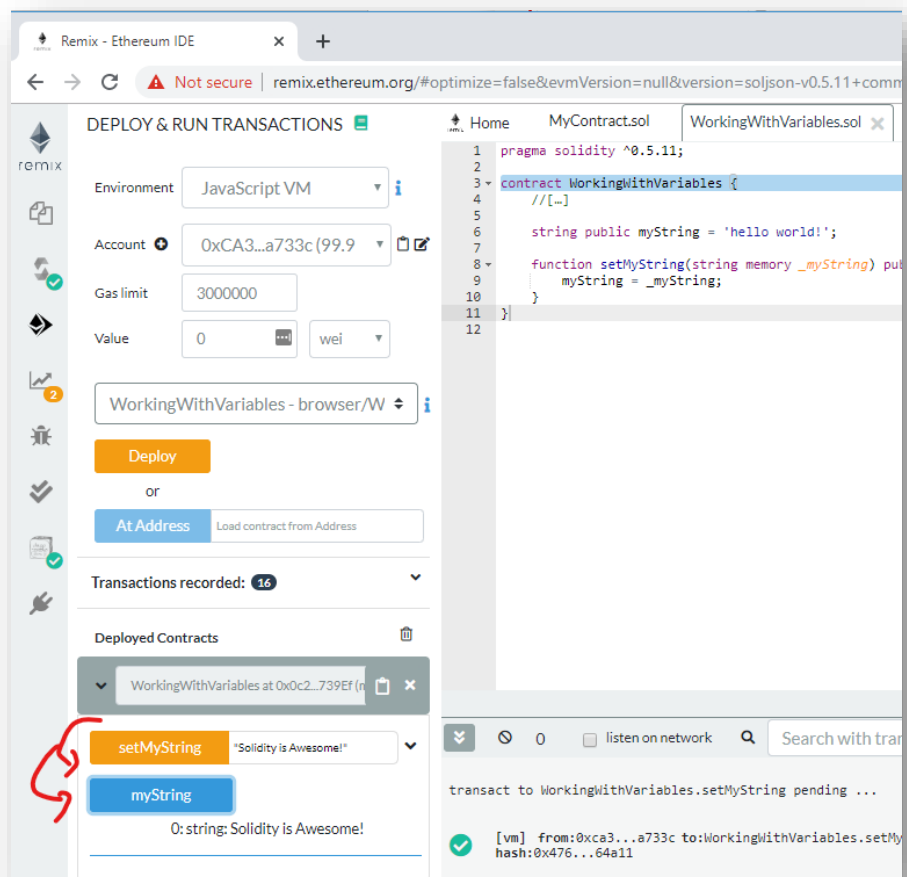 Remix - Ethereum IDE × +
Not secure | remix.ethereum.org/#optimize=false&evmVersion=null&version=soljson-v0.5.11+comm
remix
2
DEPLOY & RUN TRANSACTIONS
Environment JavaScript VM
Account 0xCA3...a733c (99.9
Gas limit 3000000
Value 0 wei
WorkingWithVariables - browser/W
Deploy
or
At Address Load contract from Address
Transactions recorded: 16
Deployed Contracts
WorkingWithVariables at 0x0c2...739Ef (m
setMyString "Solidity is Awesome!"
myString
0: string: Solidity is Awesome!
Home MyContract.sol WorkingWithVariables.sol
1 pragma solidity ^0.5.11;
2
3 contract WorkingWithVariables {
4 //[…]
5
6 string public myString = 'hello world!';
7
8 function setMyString(string memory _myString) pub
9 myString = _myString;
10 }
11 }
12
0 listen on network Search with tran
transact to WorkingWithVariables.setMyString pending ...
[vm] from:0xca3...a733c to:WorkingWithVariables.setMy
hash:0x476...64a11